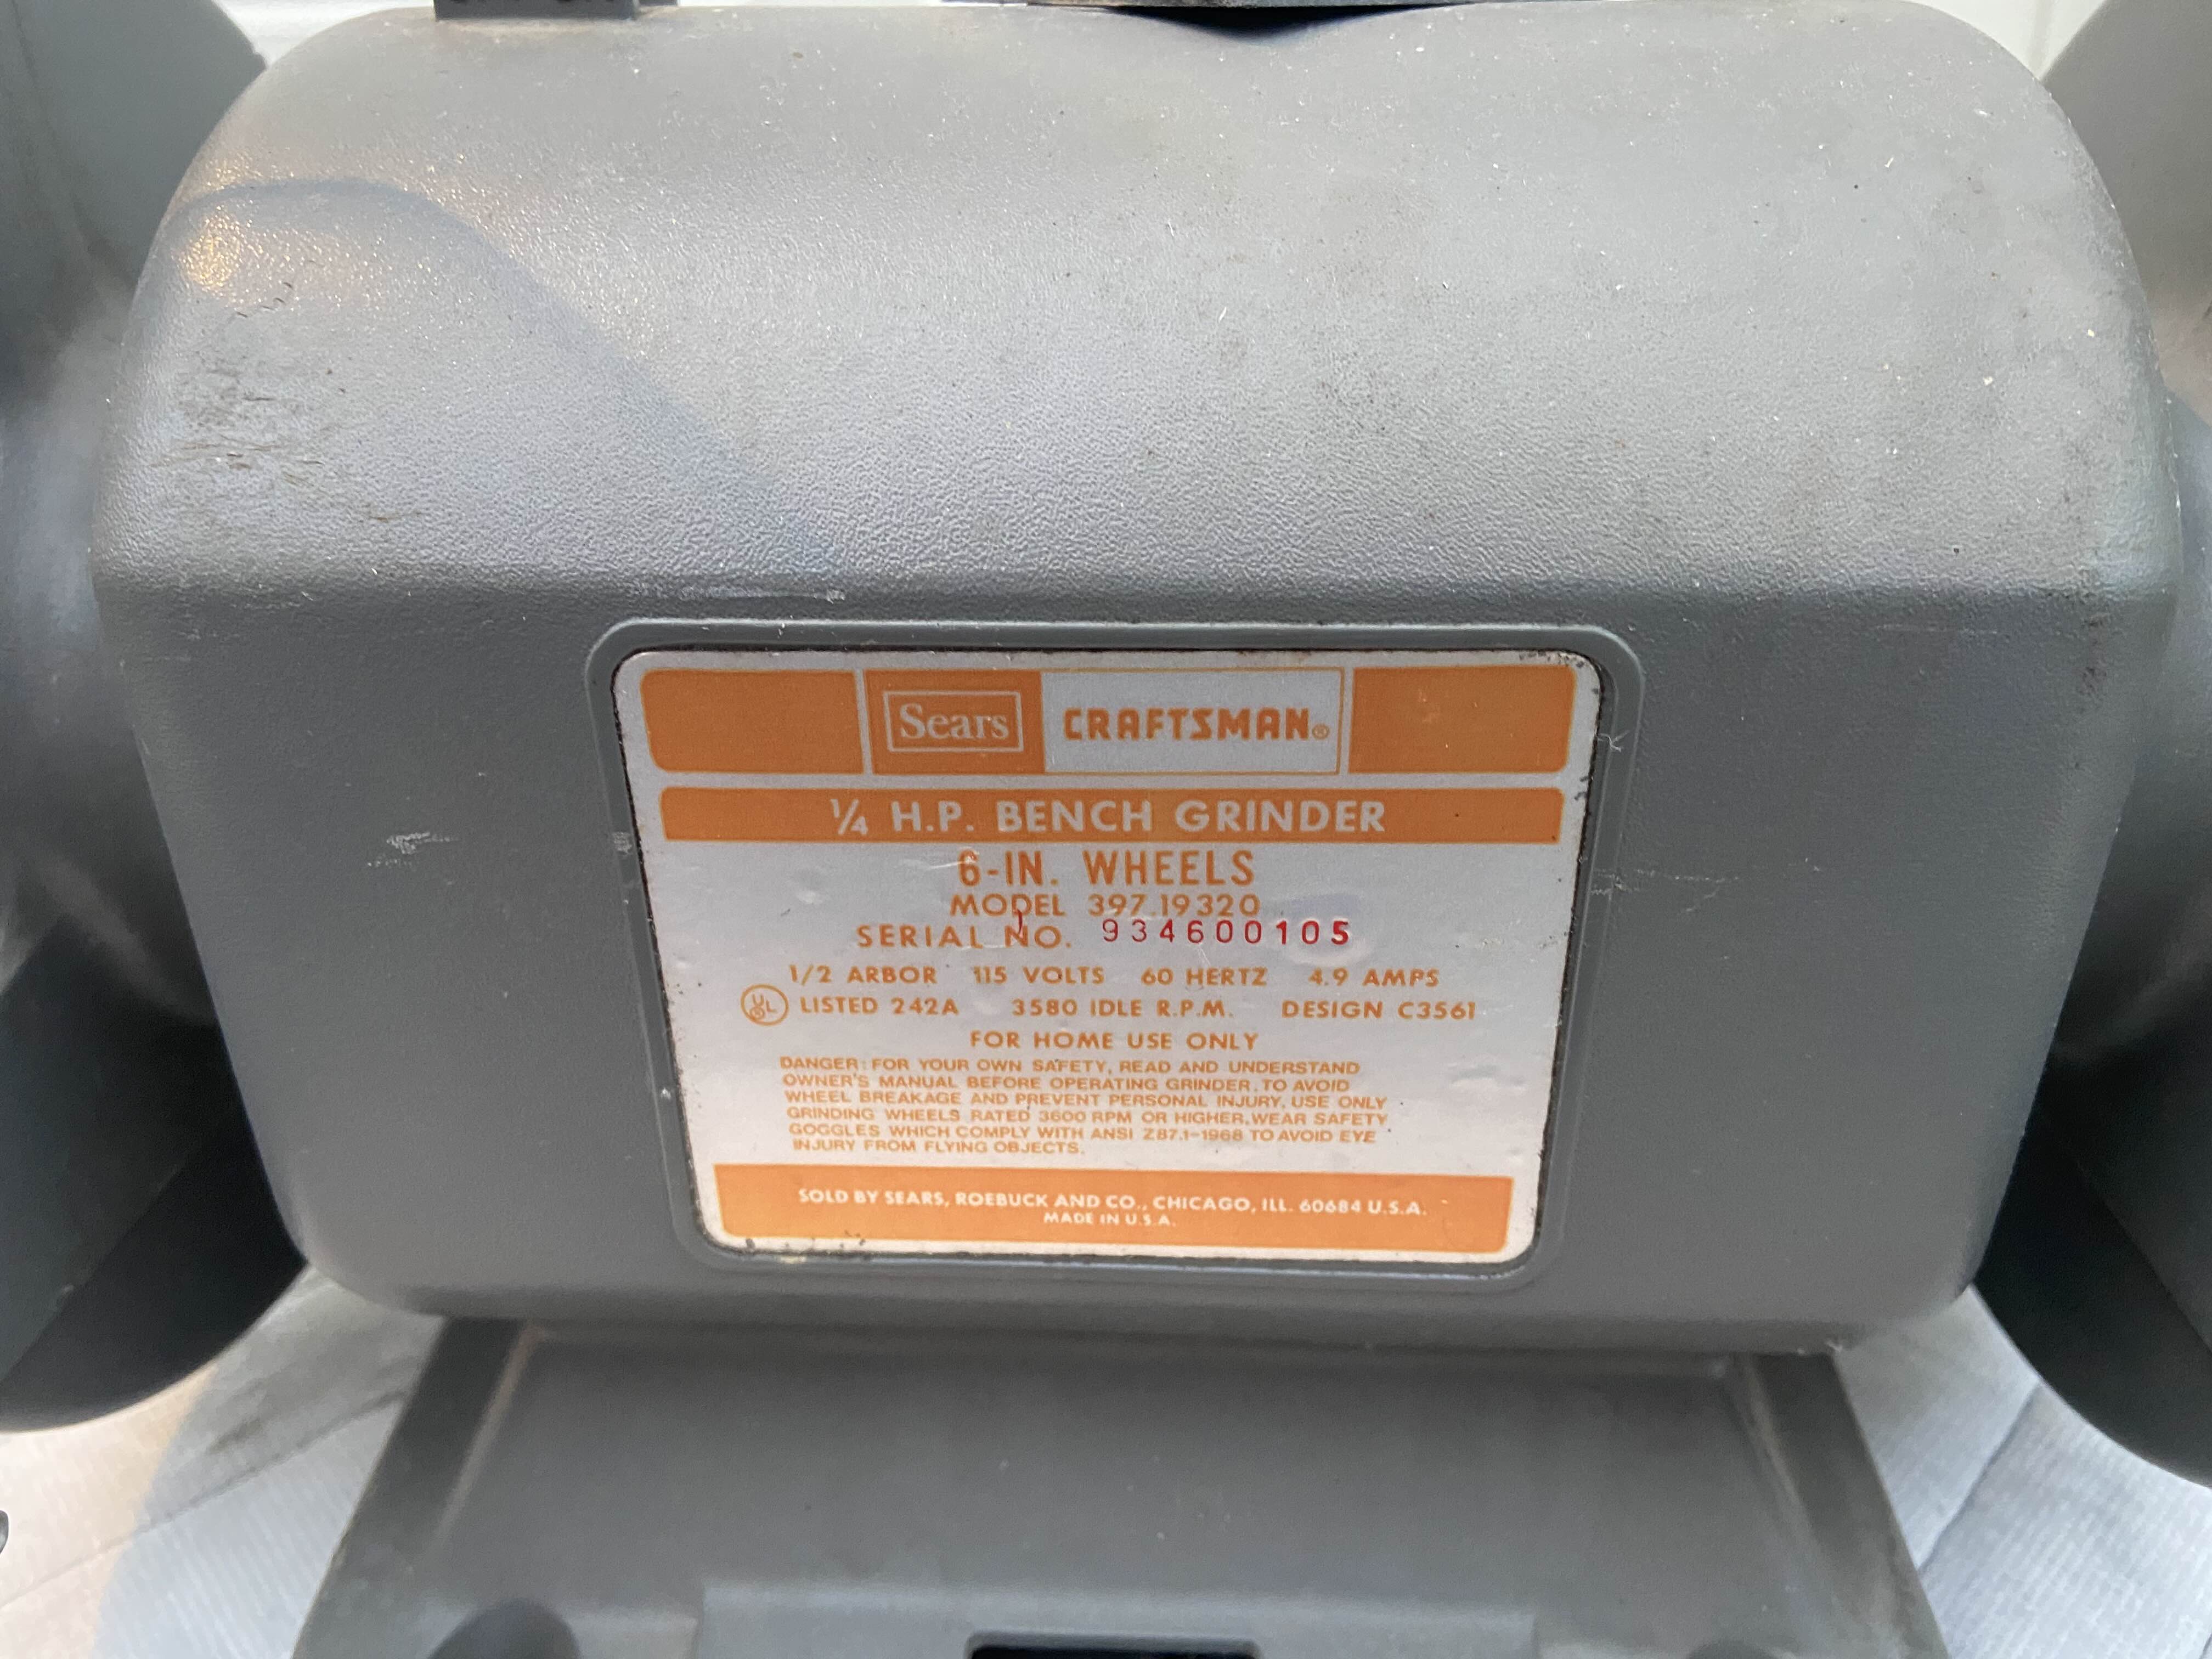 Sears CRAFTSMAN®
1/4 H.P. BENCH GRINDER
6-IN. WHEELS
MODEL 397.19320
SERIAL NO. 934600105
1/2 ARBOR 115 VOLTS 60 HERTZ 4.9 AMPS
UL LISTED 242A 3580 IDLE R.P.M. DESIGN C3561
FOR HOME USE ONLY
DANGER: FOR YOUR OWN SAFETY, READ AND UNDERSTAND
OWNER'S MANUAL BEFORE OPERATING GRINDER. TO AVOID
WHEEL BREAKAGE AND PREVENT PERSONAL INJURY, USE ONLY
GRINDING WHEELS RATED 3600 RPM OR HIGHER. WEAR SAFETY
GOGGLES WHICH COMPLY WITH ANSI Z87.1-1968 TO AVOID EYE
INJURY FROM FLYING OBJECTS.
SOLD BY SEARS, ROEBUCK AND CO., CHICAGO, ILL. 60684 U.S.A.
MADE IN U.S.A.